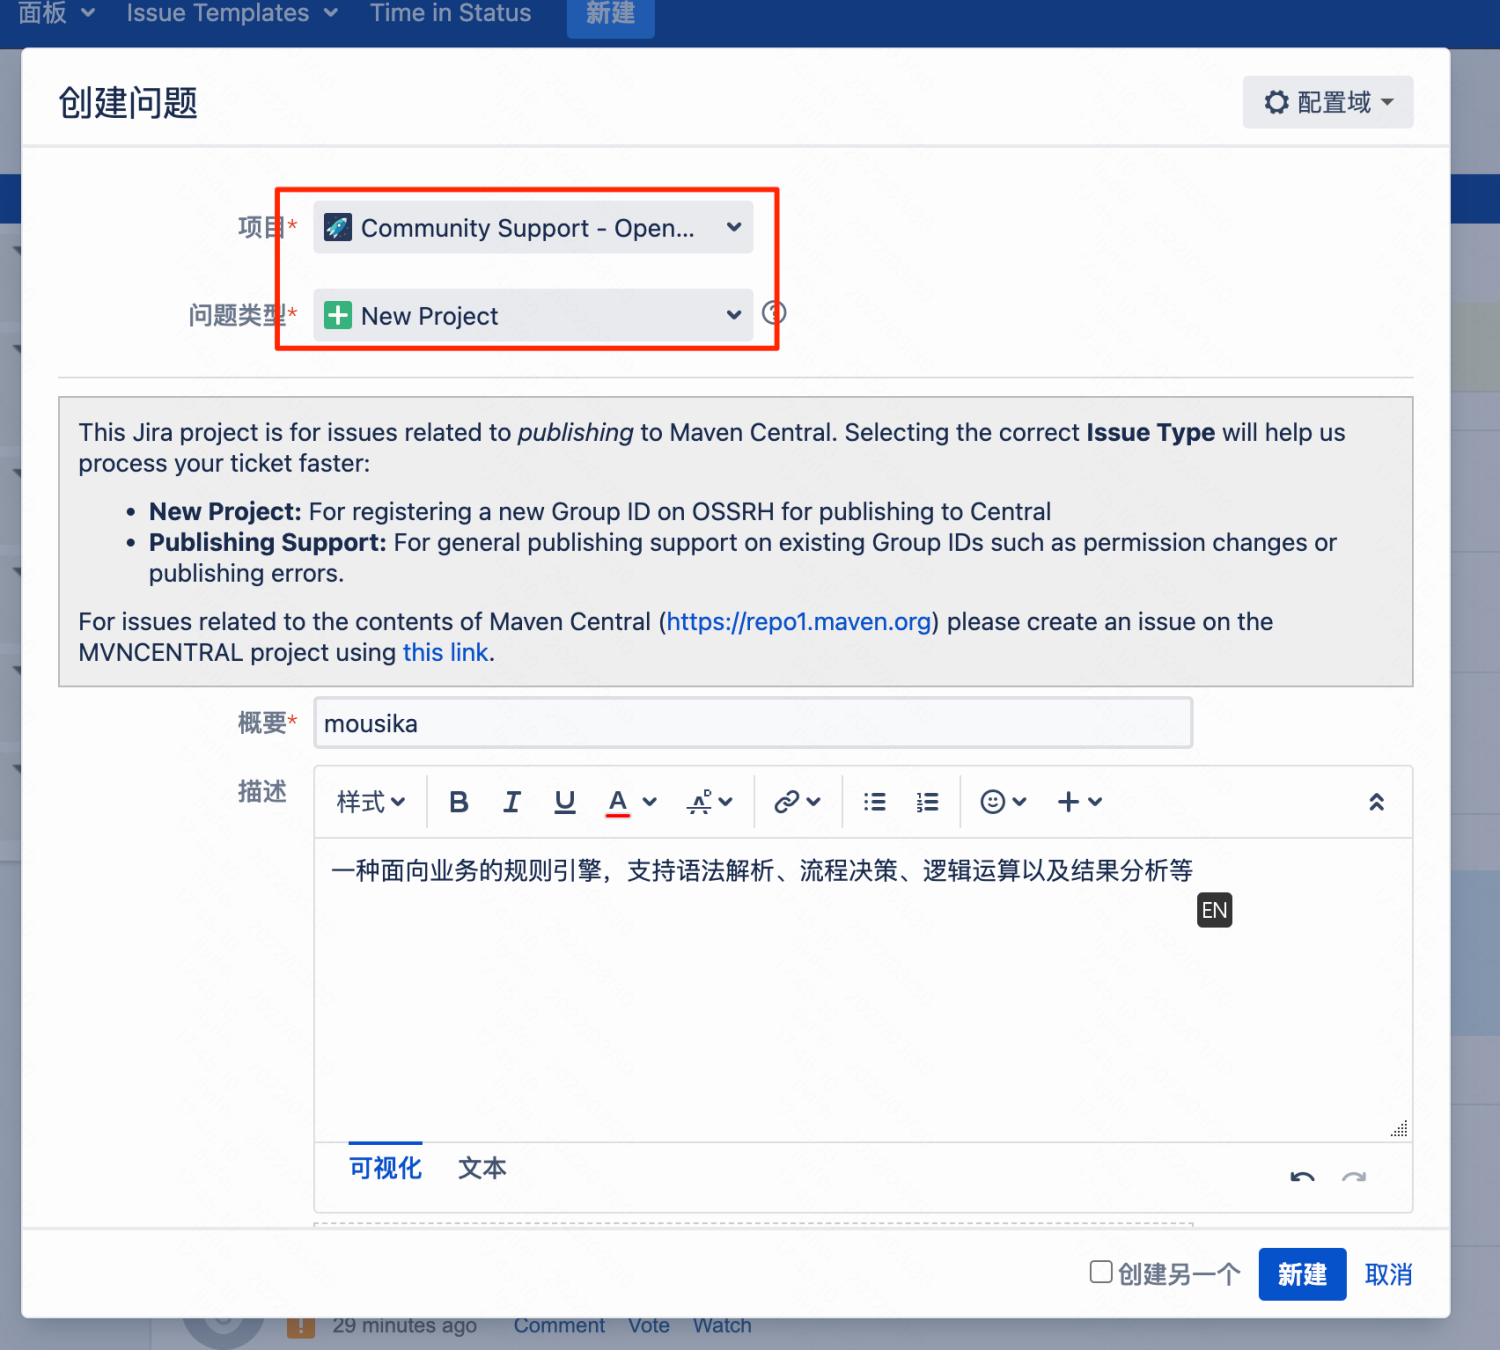 面板 Issue Templates Time in Status 新建
创建问题
配置域
项目* Community Support - Open...
问题类型* New Project
This Jira project is for issues related to publishing to Maven Central. Selecting the correct Issue Type will help us
process your ticket faster:
• New Project: For registering a new Group ID on OSSRH for publishing to Central
• Publishing Support: For general publishing support on existing Group IDs such as permission changes or
publishing errors.
For issues related to the contents of Maven Central (https://repo1.maven.org) please create an issue on the
MVNCENTRAL project using this link.
概要* mousika
描述
样式 B I U A
一种面向业务的规则引擎，支持语法解析、流程决策、逻辑运算以及结果分析等
EN
可视化 文本
创建另一个 新建 取消
29 minutes ago Comment Vote Watch